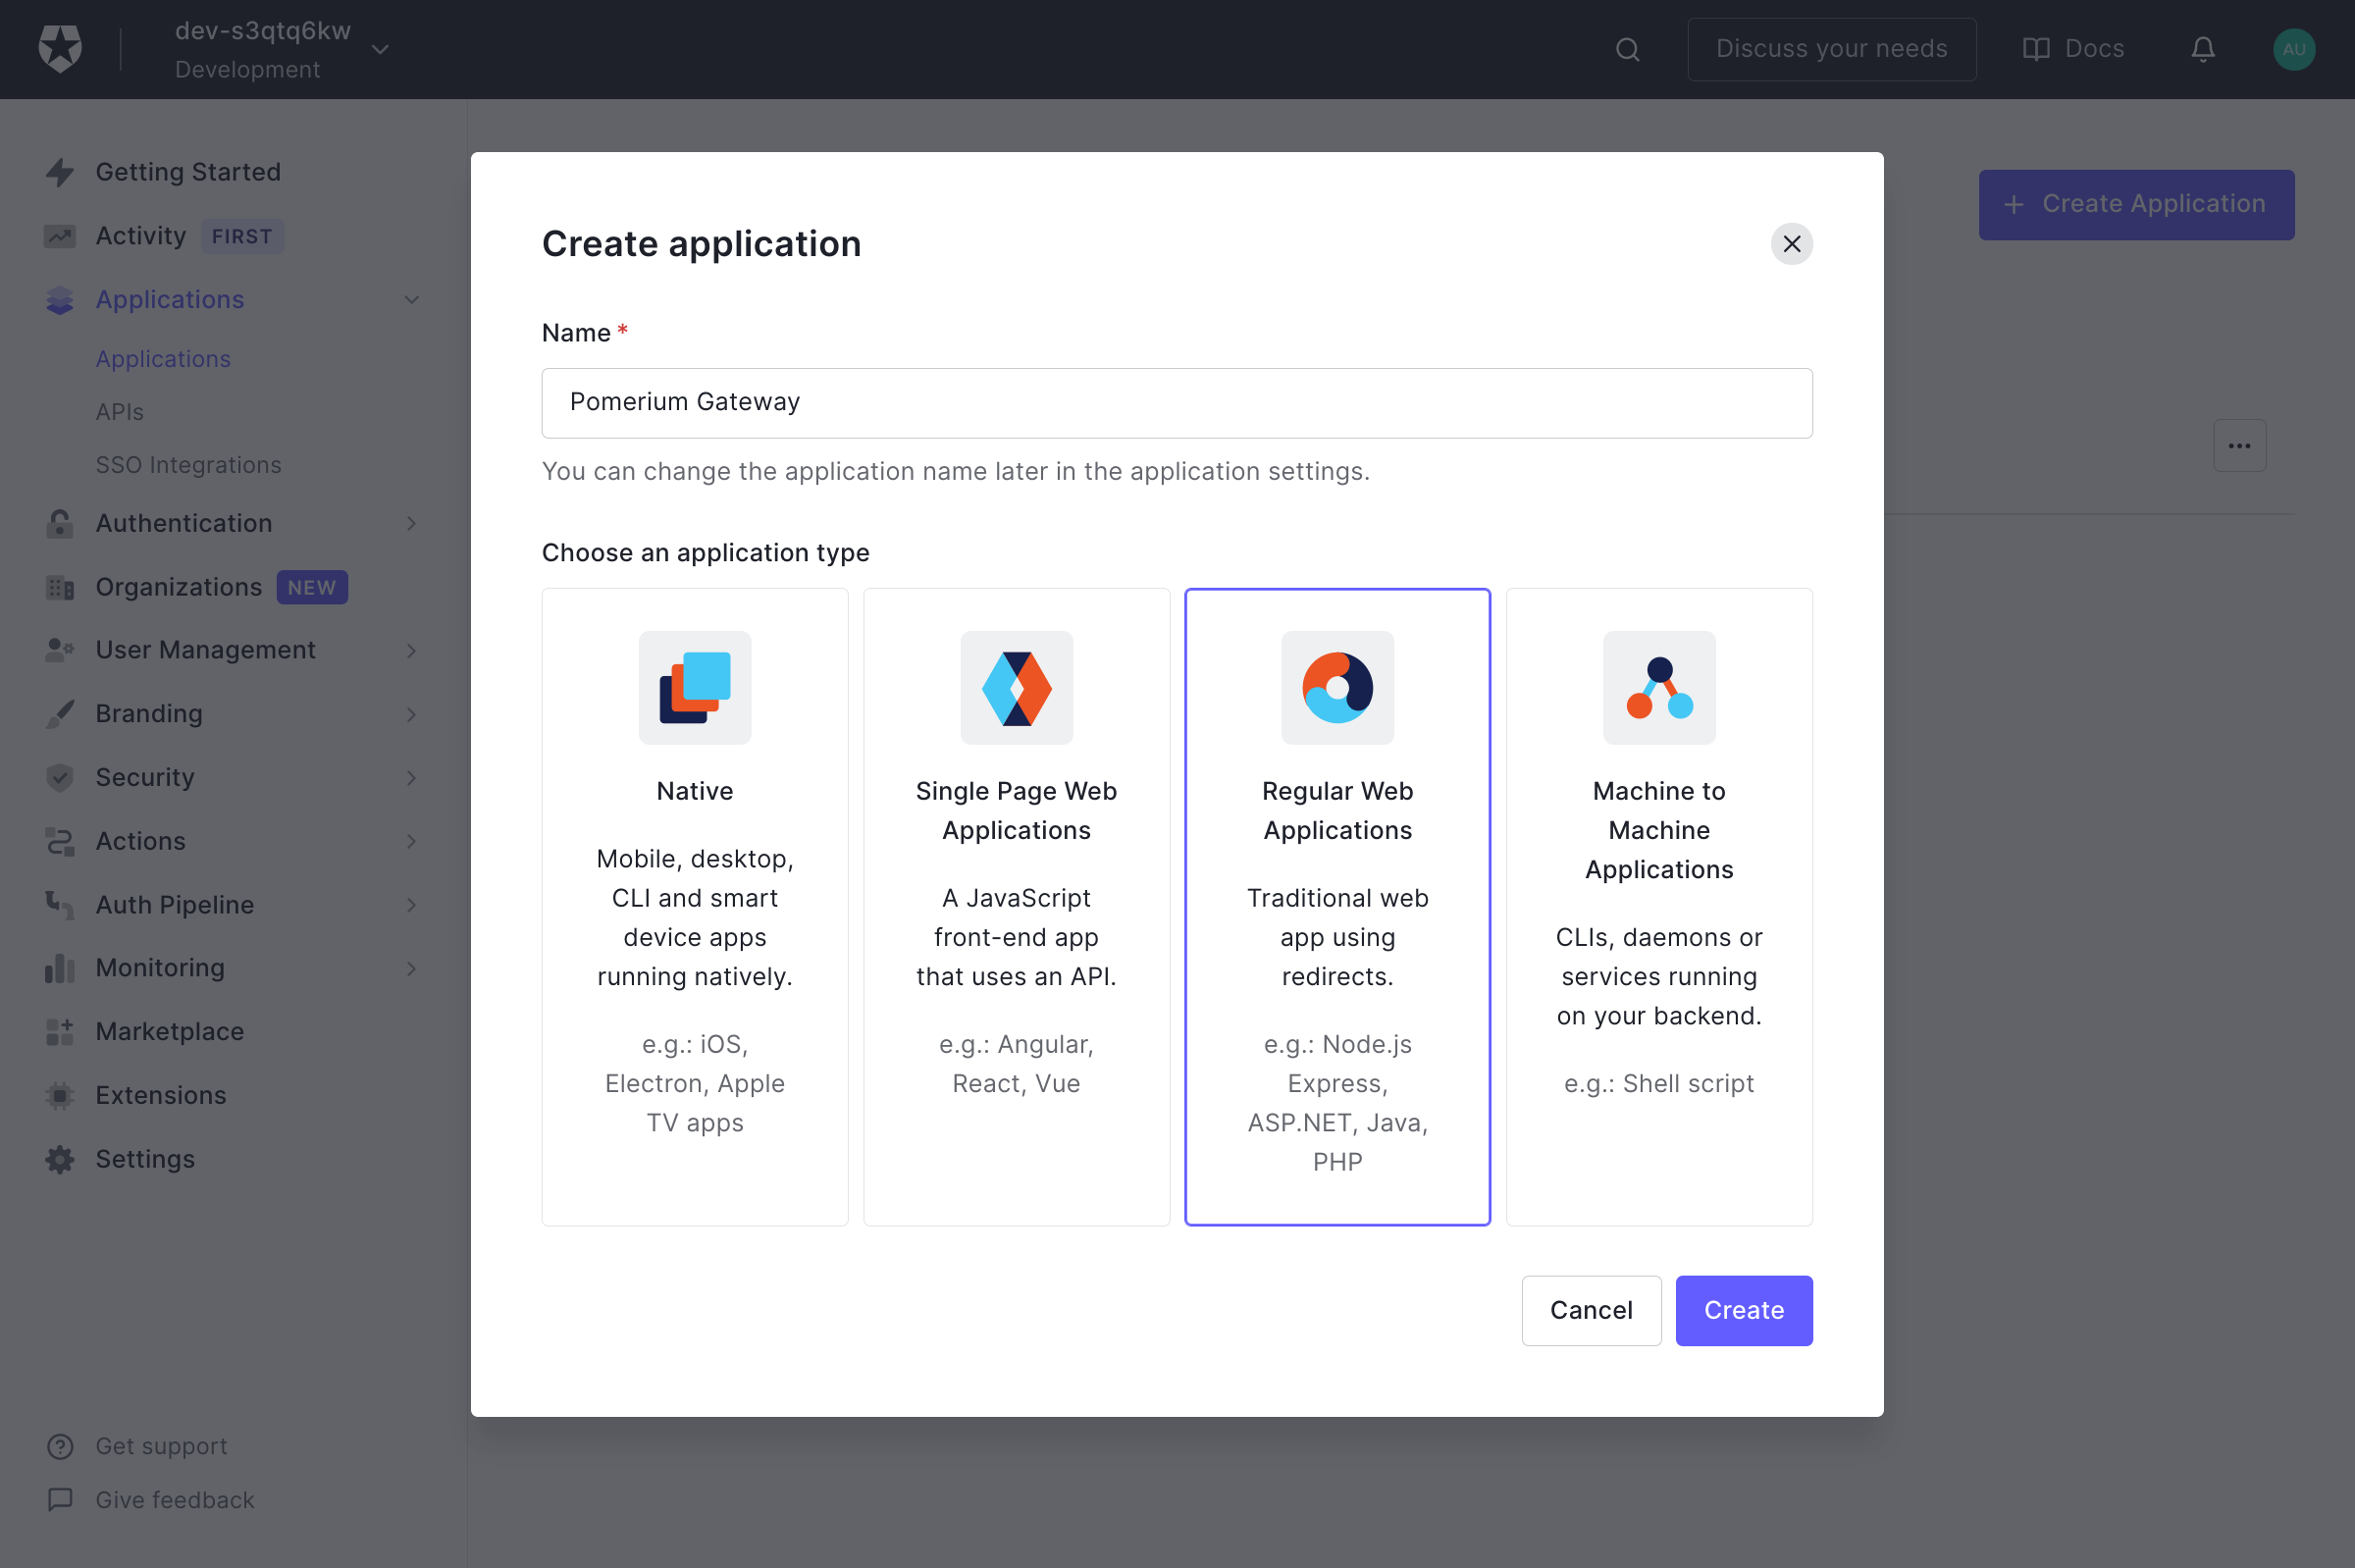 dev-s3qtq6kw
Development
Discuss your needs
Docs
AU
Getting Started
Activity FIRST
Applications
Applications
APIs
SSO Integrations
Authentication
Organizations NEW
User Management
Branding
Security
Actions
Auth Pipeline
Monitoring
Marketplace
Extensions
Settings
Get support
Give feedback
+ Create Application
Create application
Name *
Pomerium Gateway
You can change the application name later in the application settings.
Choose an application type
Native
Mobile, desktop,
CLI and smart
device apps
running natively.
e.g.: iOS,
Electron, Apple
TV apps
Single Page Web
Applications
A JavaScript
front-end app
that uses an API.
e.g.: Angular,
React, Vue
Regular Web
Applications
Traditional web
app using
redirects.
e.g.: Node.js
Express,
ASP.NET, Java,
PHP
Machine to
Machine
Applications
CLIs, daemons or
services running
on your backend.
e.g.: Shell script
Cancel
Create